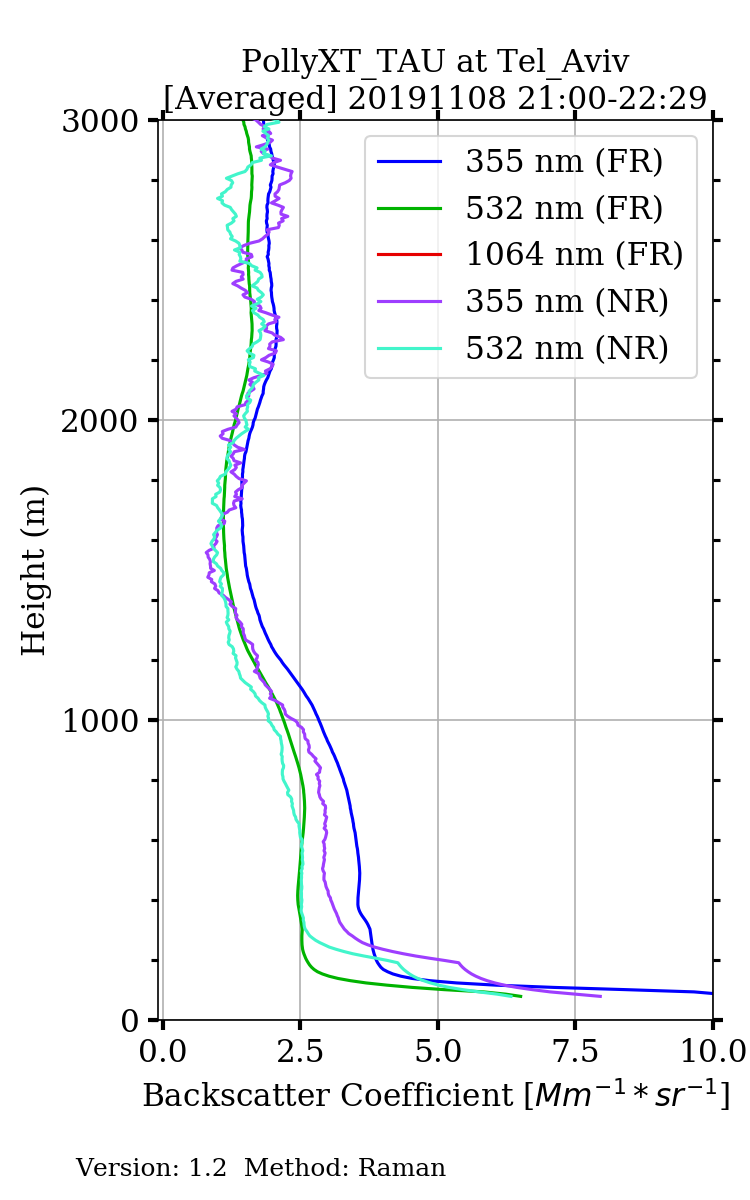 PollyXT_TAU at Tel_Aviv
[Averaged] 20191108 21:00-22:29
355 nm (FR)
532 nm (FR)
1064 nm (FR)
355 nm (NR)
532 nm (NR)
3000
2000
1000
0
Height (m)
0.0 2.5 5.0 7.5 10.0
Backscatter Coefficient [Mm⁻¹ * sr⁻¹]
Version: 1.2 Method: Raman